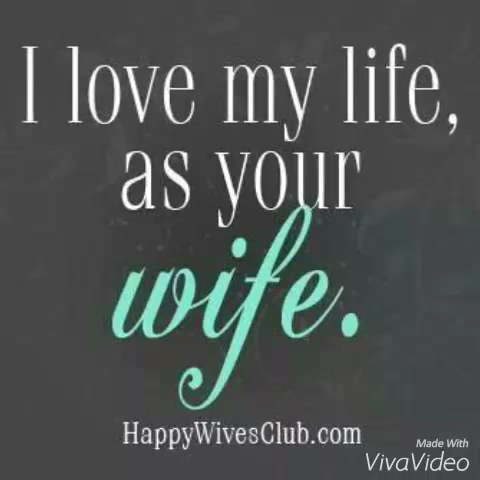 I love my life,
as your
wife.
HappyWivesClub.com
Made With
VivaVideo